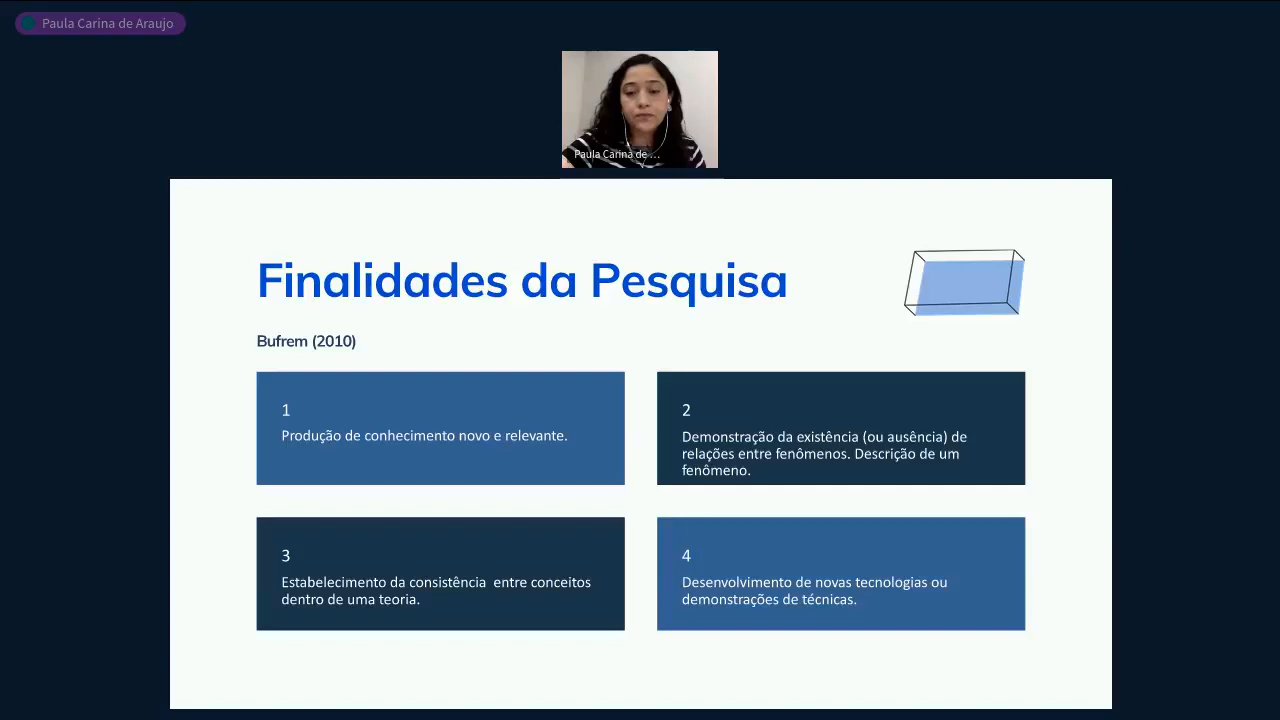 Paula Carina de Araujo
Paula Carina de ...
Finalidades da Pesquisa
Bufrem (2010)
1
Produção de conhecimento novo e relevante.
2
Demonstração da existência (ou ausência) de
relações entre fenômenos. Descrição de um
fenômeno.
3
Estabelecimento da consistência  entre conceitos
dentro de uma teoria.
4
Desenvolvimento de novas tecnologias ou
demonstrações de técnicas.